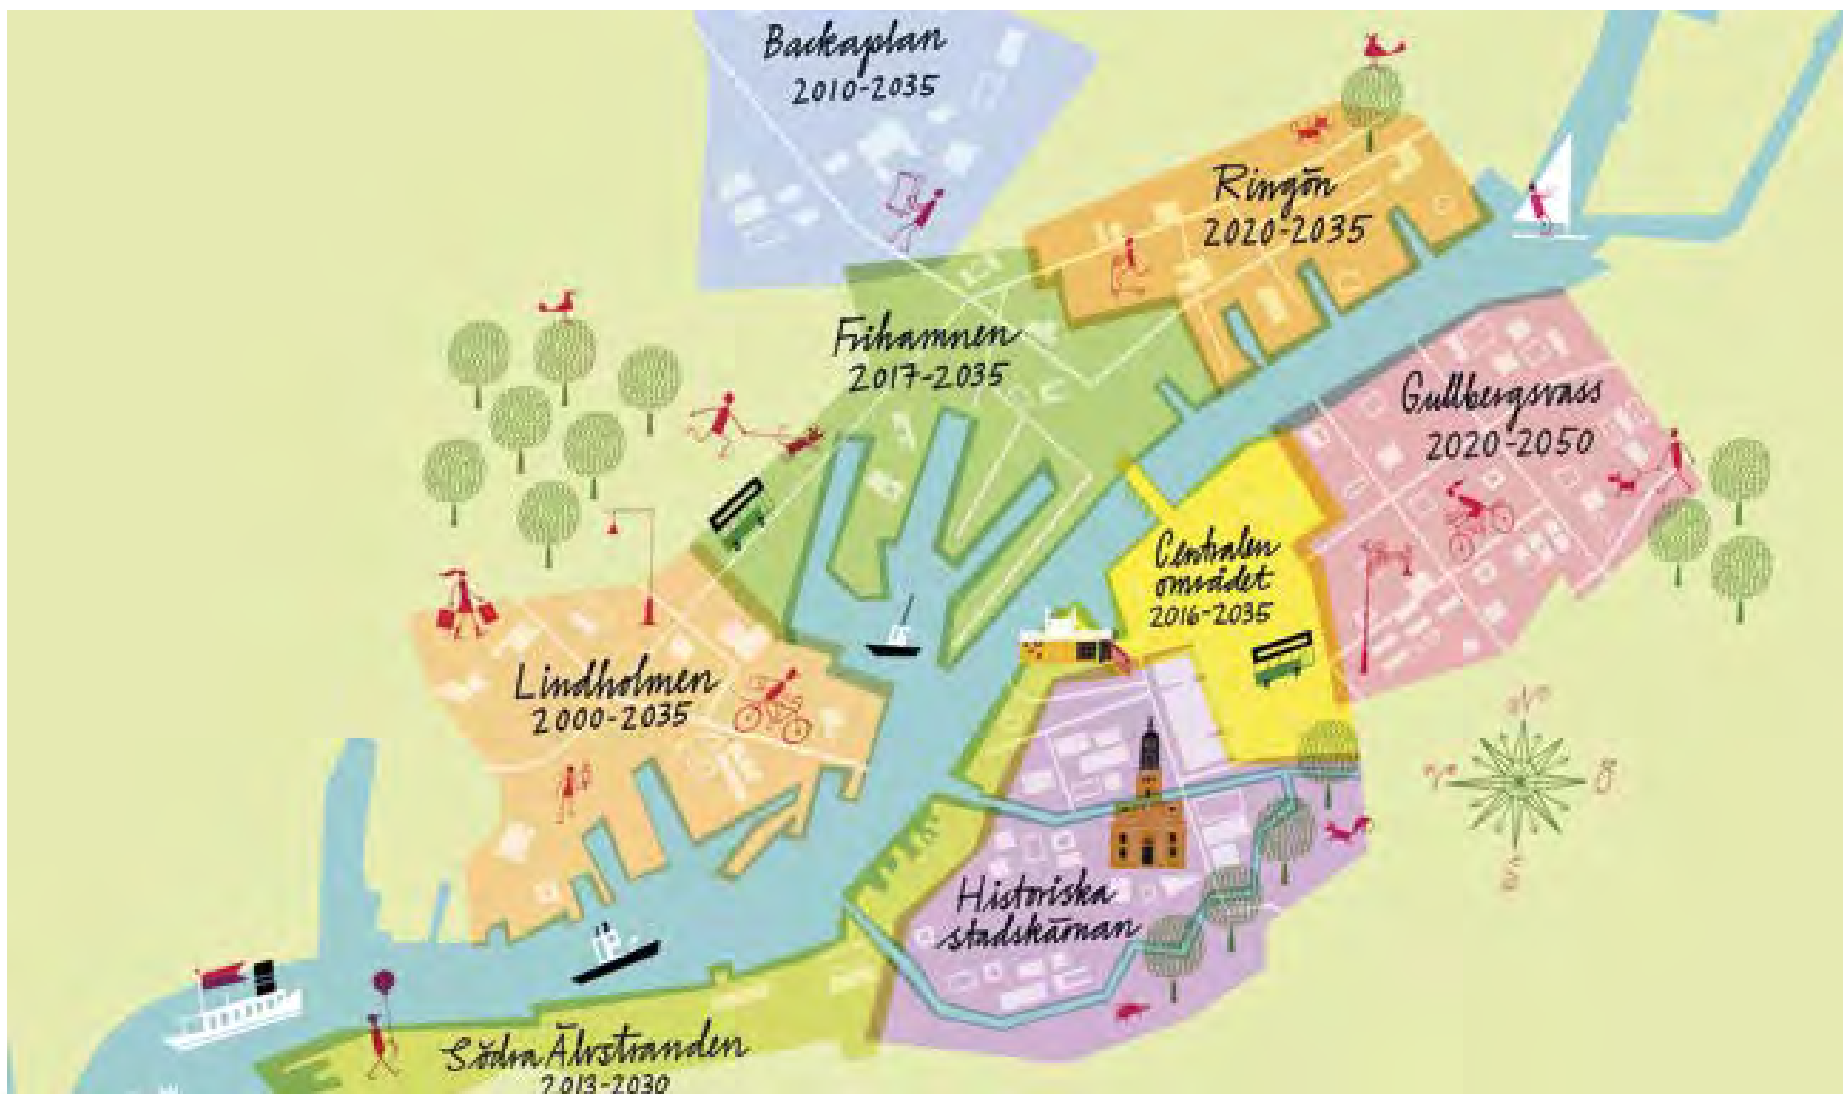 Backaplan
2010-2035
Ringön
2020-2035
Frihamnen
2017-2035
Gullbergsvass
2020-2050
Centralen
området
2016-2035
Lindholmen
2000-2035
Historiska
stadskärnan
Södra Älvstranden
2013-2030
Ö
S